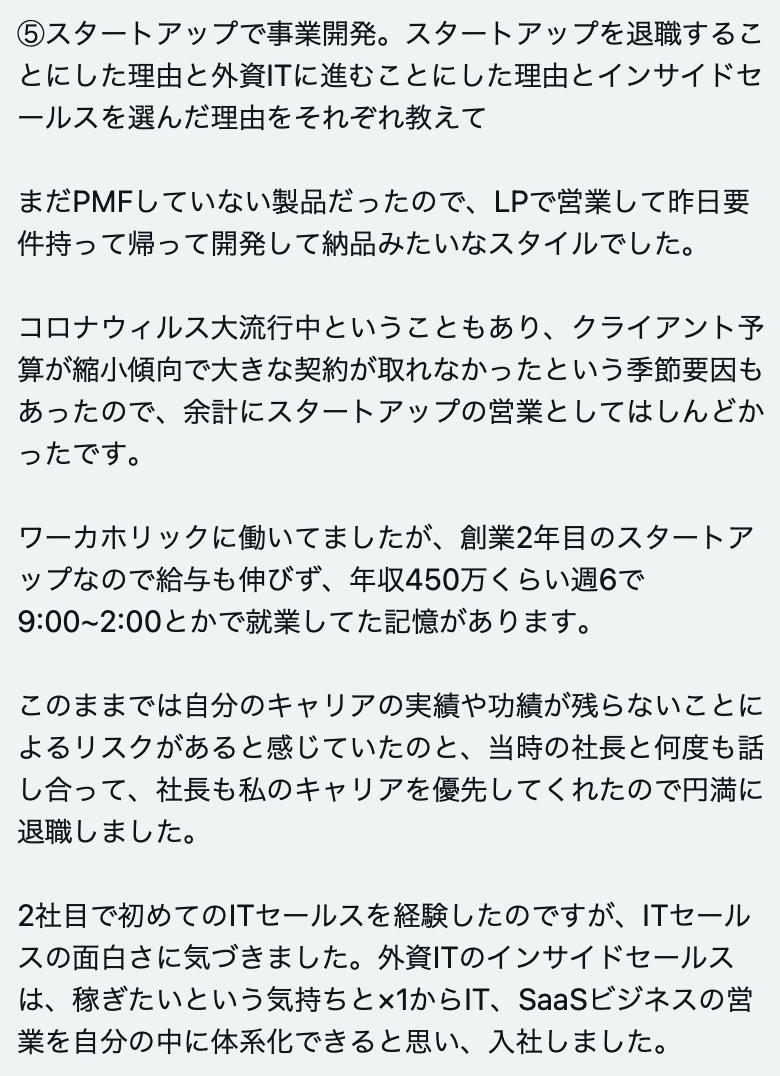 ⑤スタートアップで事業開発。スタートアップを退職するこ
とにした理由と外資ITに進むことにした理由とインサイドセ
ールスを選んだ理由をそれぞれ教えて
まだPMFしていない製品だったので、LPで営業して昨日要
件持って帰って開発して納品みたいなスタイルでした。
コロナウィルス大流行中ということもあり、クライアント予
算が縮小傾向で大きな契約が取れなかったという季節要因も
あったので、余計にスタートアップの営業としてはしんどか
ったです。
ワーカホリックに働いてましたが、創業2年目のスタートア
ップなので給与も伸びず、年収450万くらい週6で
9:00~2:00とかで就業してた記憶があります。
このままでは自分のキャリアの実績や功績が残らないことに
よるリスクがあると感じていたのと、当時の社長と何度も話
し合って、社長も私のキャリアを優先してくれたので円満に
退職しました。
2社目で初めてのITセールスを経験したのですが、ITセール
スの面白さに気づきました。外資ITのインサイドセールス
は、稼ぎたいという気持ちと×1からIT、SaaSビジネスの営
業を自分の中に体系化できると思い、入社しました。